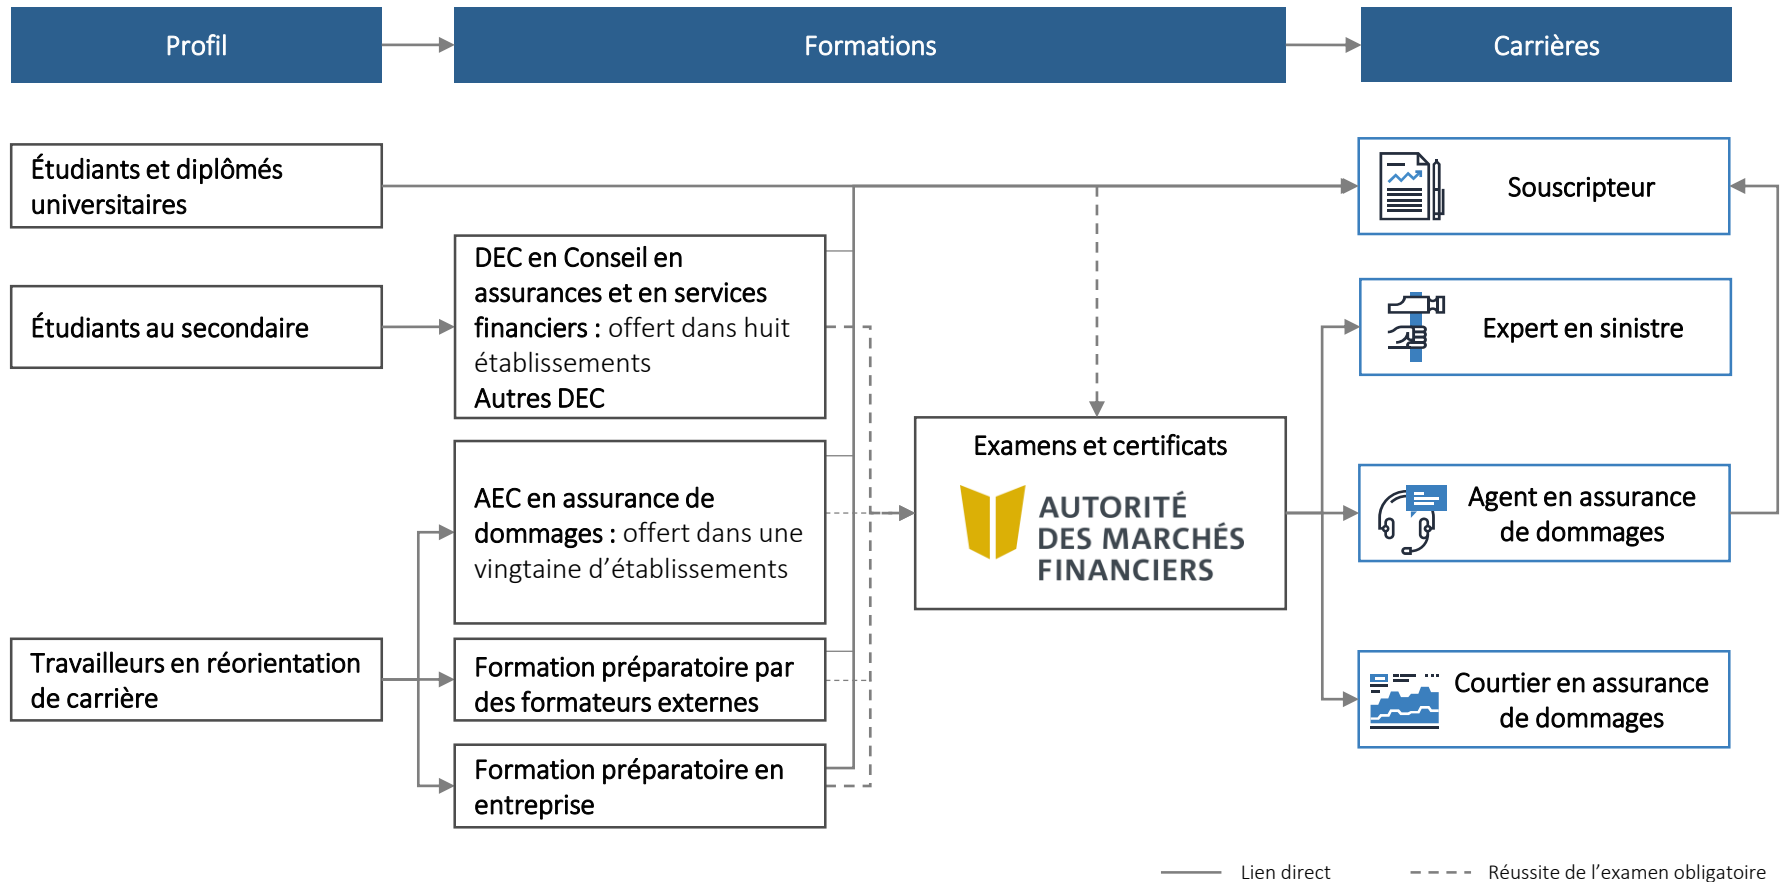 Profil
Formations
Carrières
Étudiants et diplômés
universitaires
Étudiants au secondaire
Travailleurs en réorientation
de carrière
DEC en Conseil en
assurances et en services
financiers : offert dans huit
établissements
Autres DEC
AEC en assurance de
dommages : offert dans une
vingtaine d’établissements
Formation préparatoire par
des formateurs externes
Formation préparatoire en
entreprise
Examens et certificats
AUTORITÉ
DES MARCHÉS
FINANCIERS
Souscripteur
Expert en sinistre
Agent en assurance
de dommages
Courtier en assurance
de dommages
Lien direct
Réussite de l’examen obligatoire